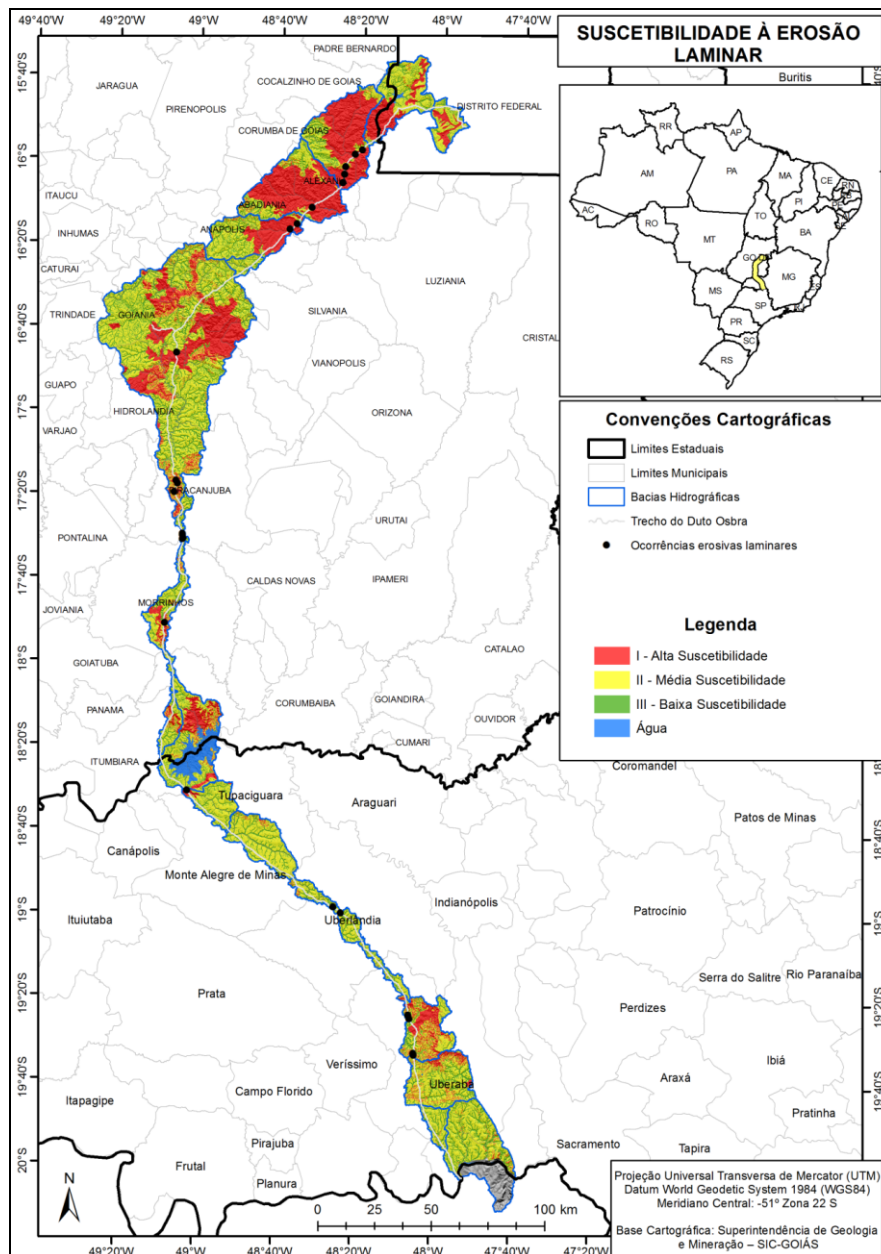 49°40'W 49°20'W 49°0'W 48°40'W 48°20'W 48°0'W 47°40'W
SUSCETIBILIDADE À EROSÃO
LAMINAR
PADRE BERNARDO
Buritis
15°40'S
COCALZINHO DE GOIAS
JARAGUA
PIRENOPOLIS
DISTRITO FEDERAL
CORUMBA DE GOIAS
16°S
ITAUCU
ABADIANIA
INHUMAS
ANAPOLIS
16°20'S
CATURAI
LUZIANIA
TRINDADE
GOIANIA
SILVANIA
16°40'S
CRISTAL
VIANOPOLIS
GUAPO
17°S
HIDROLANDIA
ORIZONA
VARJAO
17°20'S
URUTAI
PONTALINA
17°40'S
CALDAS NOVAS
IPAMERI
JOVIANIA
MORRINHOS
CATALAO
18°S
GOIATUBA
PANAMA
CORUMBAIBA
GOIANDIRA
OUVIDOR
18°20'S
ITUMBIARA
CUMARI
Coromandel
Tupaciguara
Araguari
Patos de Minas
18°40'S
18°40'S
Canápolis
Monte Alegre de Minas
Indianópolis
19°S
19°S
Ituiutaba
Uberlândia
Patrocínio
Serra do Salitre
Rio Paranaíba
19°20'S
19°20'S
Prata
Perdizes
Ibiá
Veríssimo
19°40'S
19°40'S
Uberaba
Araxá
Itapagipe
Campo Florido
Pratinha
20°S
Pirajuba
Sacramento
Tapira
Frutal
Planura
N
0 25 50 75 100 km
49°20'W 49°W 48°40'W 48°20'W 48°W 47°40'W 47°20'W
RR
AP
AM
PA
MA
CE
RN
PI
AC
TO
RO
BA
MT
GO
MG
MS
ES
SP
PR
SC
RS
Convenções Cartográficas
Limites Estaduais
Limites Municipais
Bacias Hidrográficas
Trecho do Duto Osbra
Ocorrências erosivas laminares
Legenda
I - Alta Suscetibilidade
II - Média Suscetibilidade
III - Baixa Suscetibilidade
Água
Projeção Universal Transversa de Mercator (UTM)
Datum World Geodetic System 1984 (WGS84)
Meridiano Central: -51° Zona 22 S
Base Cartográfica: Superintendência de Geologia
e Mineração – SIC-GOIÁS